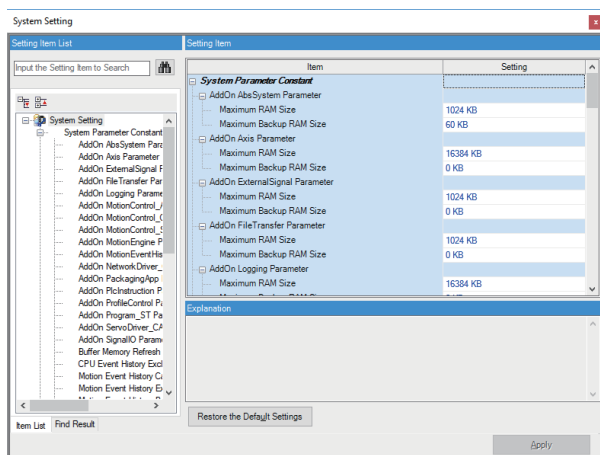 System Setting
x
Setting Item List
Setting Item
Input the Setting Item to Search
Item Setting
System Parameter Constant
AddOn AbsSystem Parameter
Maximum RAM Size 1024 KB
Maximum Backup RAM Size 60 KB
AddOn Axis Parameter
Maximum RAM Size 16384 KB
Maximum Backup RAM Size 0 KB
AddOn ExternalSignal Parameter
Maximum RAM Size 1024 KB
Maximum Backup RAM Size 0 KB
AddOn FileTransfer Parameter
Maximum RAM Size 1024 KB
Maximum Backup RAM Size 0 KB
AddOn Logging Parameter
Maximum RAM Size 16384 KB
System Setting
System Parameter Constant
AddOn AbsSystem Para
AddOn Axis Parameter
AddOn ExternalSignal F
AddOn FileTransfer Par
AddOn Logging Parame
AddOn MotionControl_
AddOn MotionControl_
AddOn MotionControl_
AddOn MotionEngine P
AddOn MotionEventHis
AddOn NetworkDriver_
AddOn PackagingApp
AddOn PlcInstruction P
AddOn ProfileControl Pa
AddOn Program_ST Pa
AddOn ServoDriver_CA
AddOn SignalIO Param
Buffer Memory Refresh
CPU Event History Excl
Motion Event History Ca
Motion Event History Ex
Item List Find Result
Explanation
Restore the Default Settings
Apply